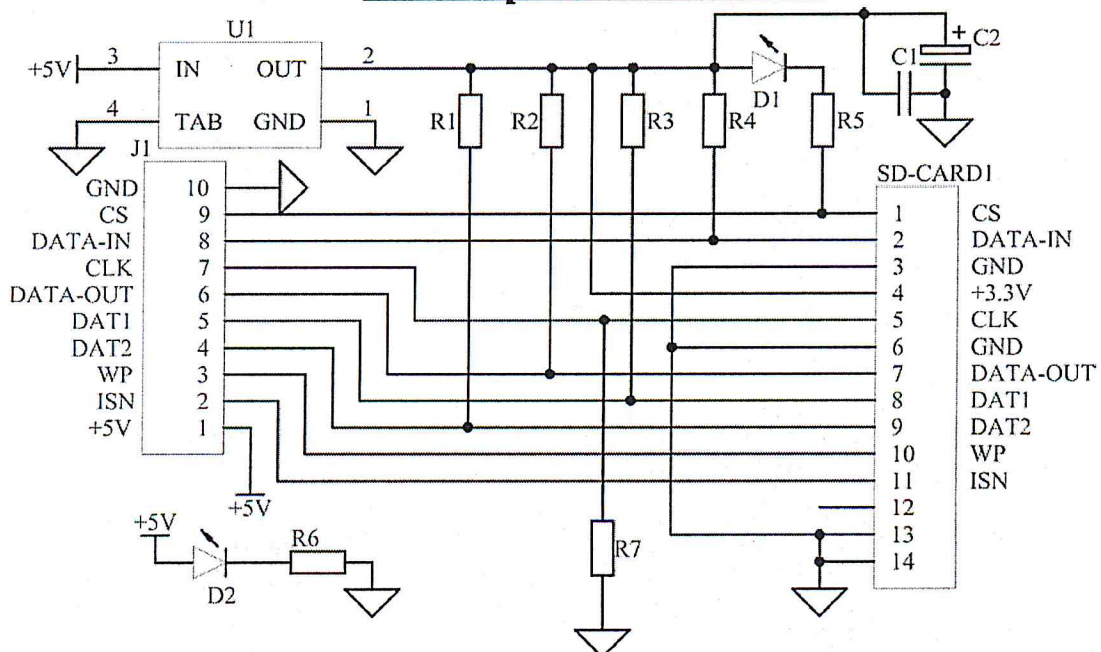 U1
+5V 3 IN OUT 2
4 TAB GND 1
R1 R2 R3 R4 D1 R5 C1 + C2
J1
GND 10
CS 9
DATA-IN 8
CLK 7
DATA-OUT 6
DAT1 5
DAT2 4
WP 3
ISN 2
+5V 1
+5V
SD-CARD1
1 CS
2 DATA-IN
3 GND
4 +3.3V
5 CLK
6 GND
7 DATA-OUT
8 DAT1
9 DAT2
10 WP
11 ISN
12
13
14
+5V
D2
R6
R7